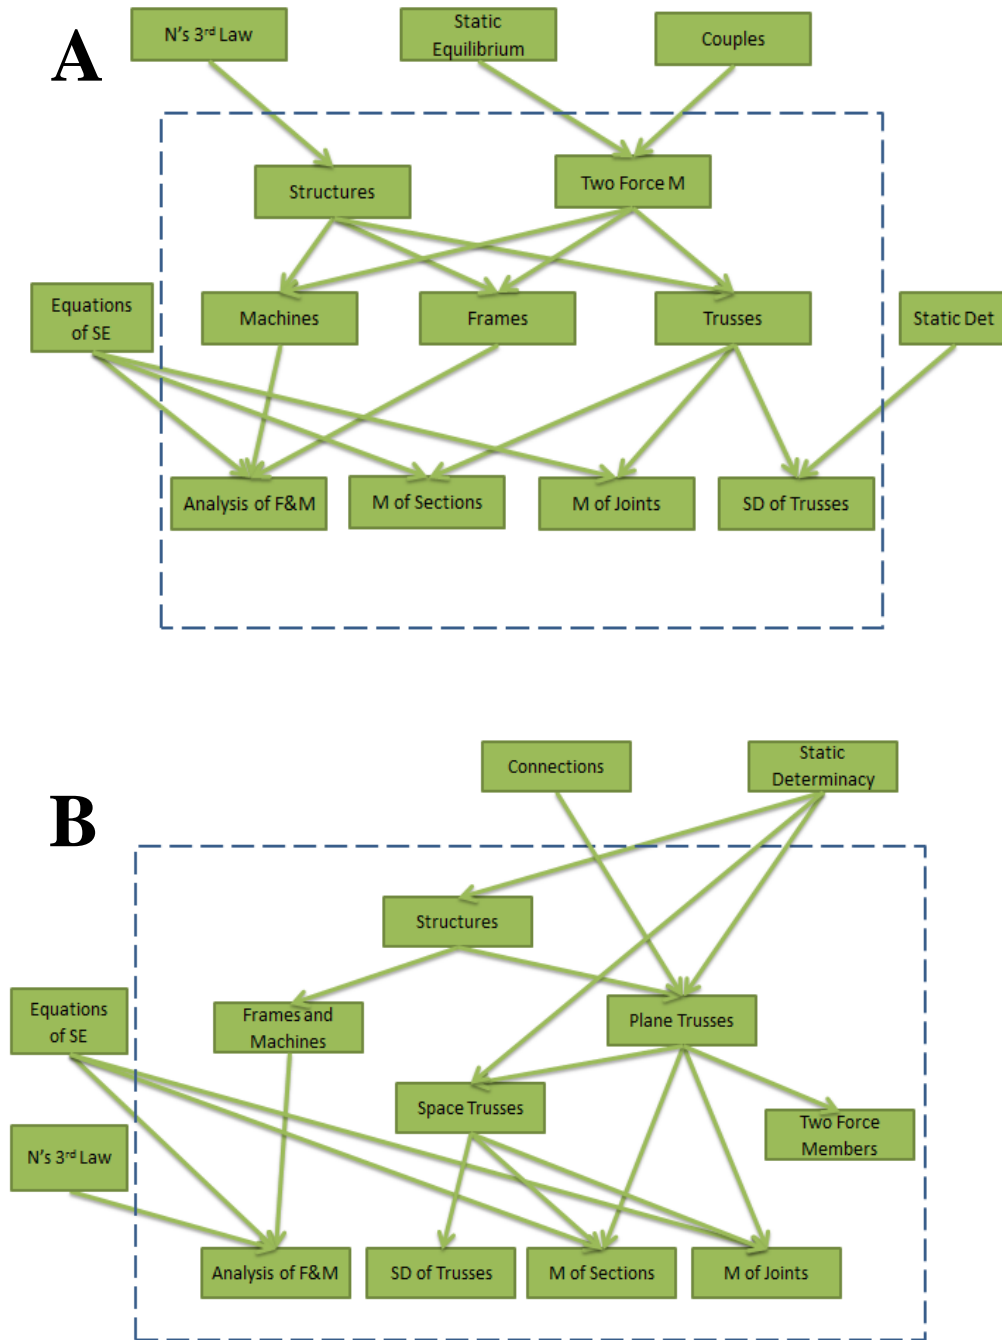 A
N's 3rd Law
Static
Equilibrium
Couples
Structures
Two Force M
Equations
of SE
Machines
Frames
Trusses
Static Det
Analysis of F&M
M of Sections
M of Joints
SD of Trusses
B
Connections
Static
Determinacy
Structures
Equations
of SE
Frames and
Machines
Plane Trusses
Space Trusses
Two Force
Members
N's 3rd Law
Analysis of F&M
SD of Trusses
M of Sections
M of Joints